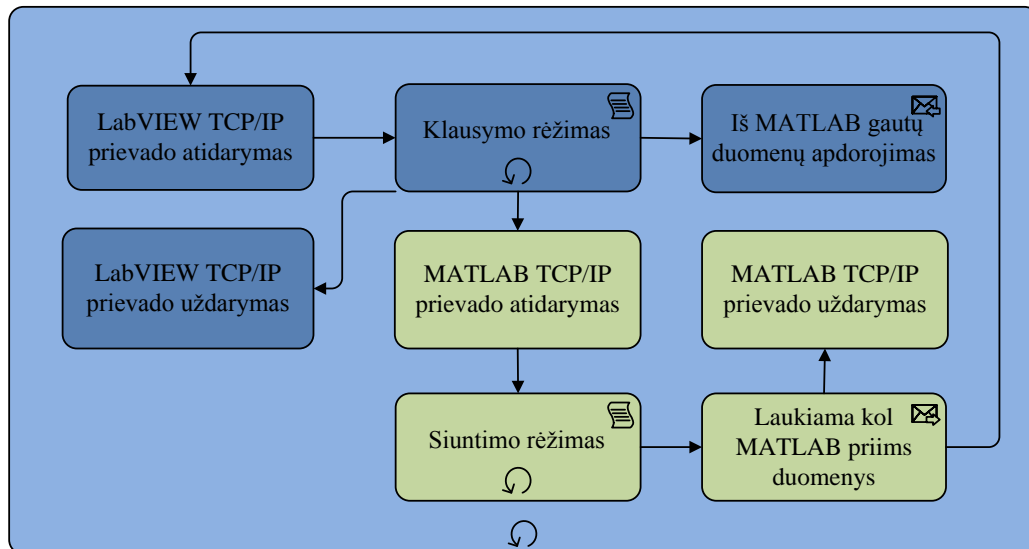 LabVIEW TCP/IP
prievado atidarymas
Klausymo rėžimas
Iš MATLAB gautų
duomenų apdorojimas
LabVIEW TCP/IP
prievado uždarymas
MATLAB TCP/IP
prievado atidarymas
MATLAB TCP/IP
prievado uždarymas
Siuntimo rėžimas
Laukiama kol
MATLAB priims
duomenys